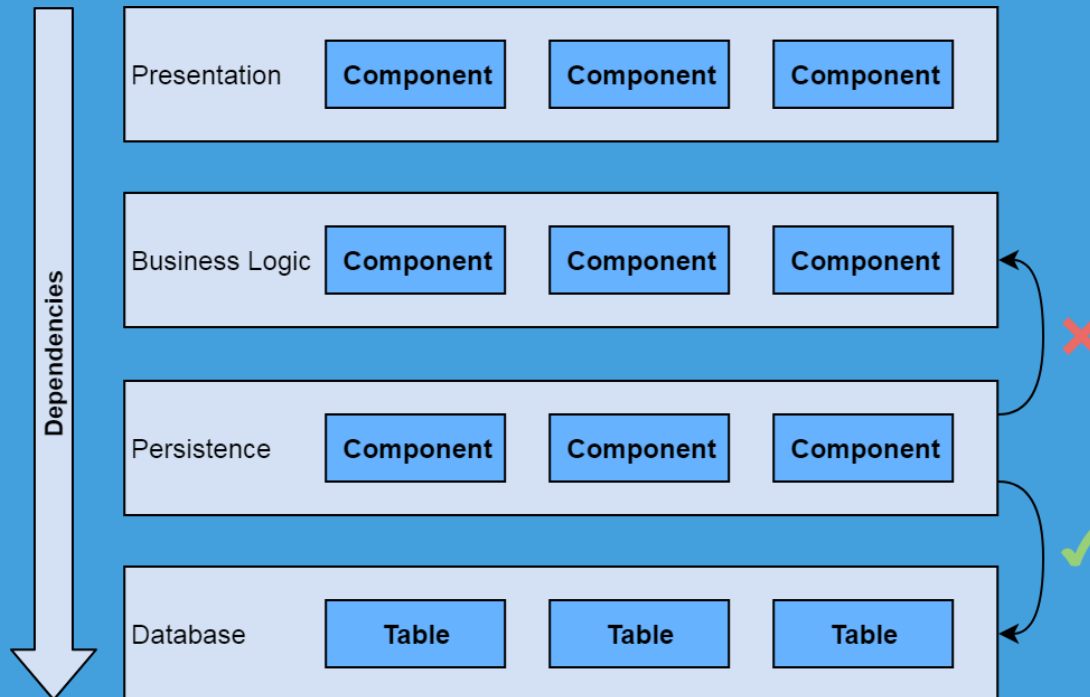 Presentation Component Component Component
Business Logic Component Component Component
Dependencies
Persistence Component Component Component
Database Table Table Table